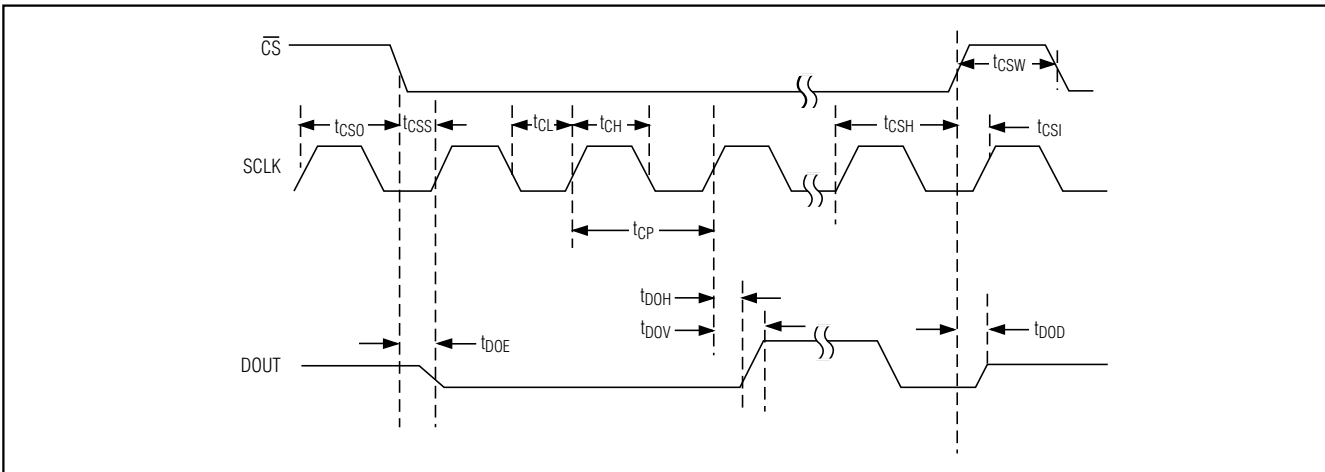 CS
tCSW
tCSO
tCSS
tCL
tCH
tCSH
tCSI
SCLK
tCP
tDOH
tDOV
tDOE
tDOD
DOUT